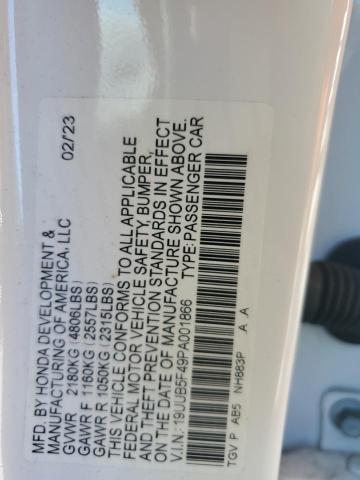 MFD. BY HONDA DEVELOPMENT &
MANUFACTURING OF AMERICA. LLC 02/23
GVWR 2180KG (4806LBS)
GAWR F 1160KG (2557LBS)
GAWR R 1050KG (2315LBS)
THIS VEHICLE CONFORMS TO ALL APPLICABLE
FEDERAL MOTOR VEHICLE SAFETY, BUMPER,
AND THEFT PREVENTION STANDARDS IN EFFECT
ON THE DATE OF MANUFACTURE SHOWN ABOVE.
V.I.N.: 19UUB5F49PA001866
TYPE: PASSENGER CAR
TGV P AB5 NH883P A A